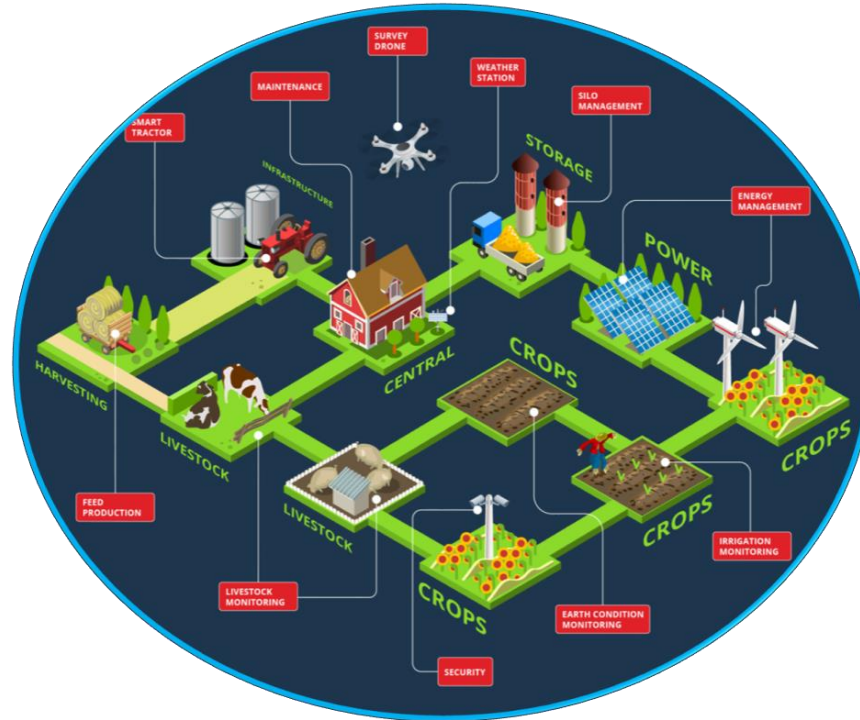 SURVEY
DRONE
WEATHER
STATION
MAINTENANCE
SILO
MANAGEMENT
SMART
TRACTOR
STORAGE
INFRASTRUCTURE
ENERGY
MANAGEMENT
POWER
HARVESTING
CENTRAL
CROPS
LIVESTOCK
CROPS
LIVESTOCK
FEED
PRODUCTION
CROPS
IRRIGATION
MONITORING
LIVESTOCK
MONITORING
CROPS
EARTH CONDITION
MONITORING
SECURITY